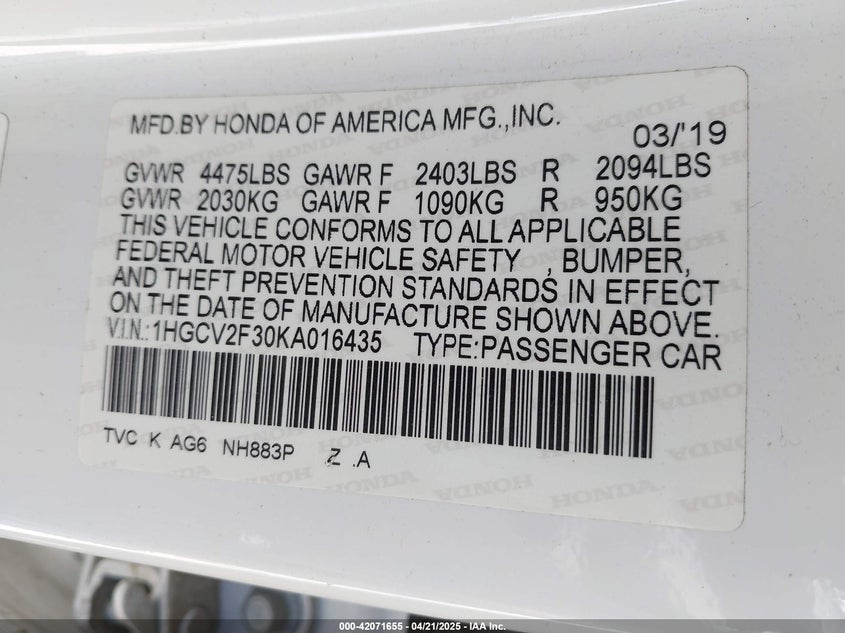 MFD.BY HONDA OF AMERICA MFG.,INC.
03/'19
GVWR 4475LBS GAWR F 2403LBS R 2094LBS
GVWR 2030KG GAWR F 1090KG R 950KG
THIS VEHICLE CONFORMS TO ALL APPLICABLE
FEDERAL MOTOR VEHICLE SAFETY , BUMPER,
AND THEFT PREVENTION STANDARDS IN EFFECT
ON THE DATE OF MANUFACTURE SHOWN ABOVE.
V.I.N.:1HGCV2F30KA016435 TYPE:PASSENGER CAR
TVC K AG6 NH883P Z .A
000-42071655 | 04/21/2025 - IAA Inc.